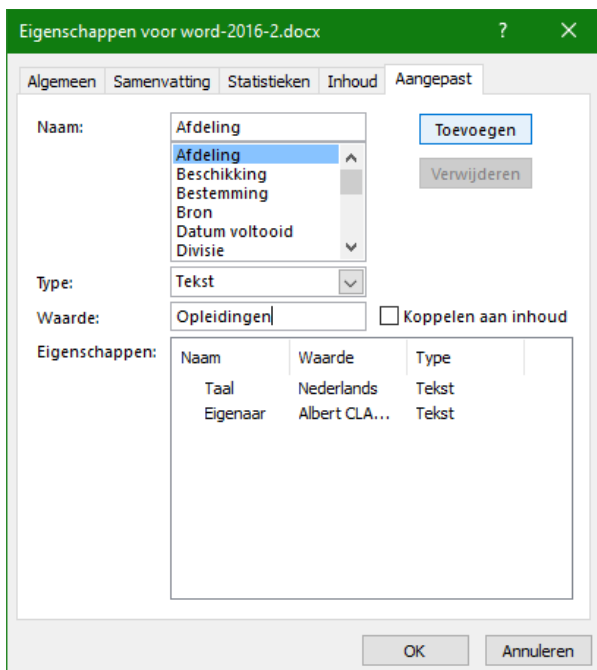 Eigenschappen voor word-2016-2.docx ? ×
Algemeen Samenvatting Statistieken Inhoud Aangepast
Naam: Afdeling Toevoegen
Afdeling
Beschikking Verwijderen
Bestemming
Bron
Datum voltooid
Divisie
Type: Tekst
Waarde: Opleidingen Koppelen aan inhoud
Eigenschappen: Naam Waarde Type
Taal Nederlands Tekst
Eigenaar Albert CLA... Tekst
OK Annuleren